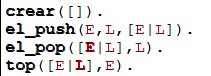 crear([]).
el_push(E,L,[E|L]).
el_pop([E|L],L).
top([E|L],E).